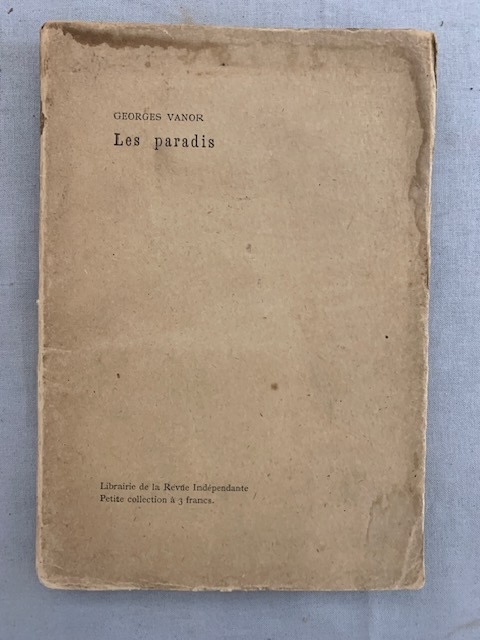 GEORGES VANOR
Les paradis
Librairie de la Revue Indépendante
Petite collection à 3 francs.